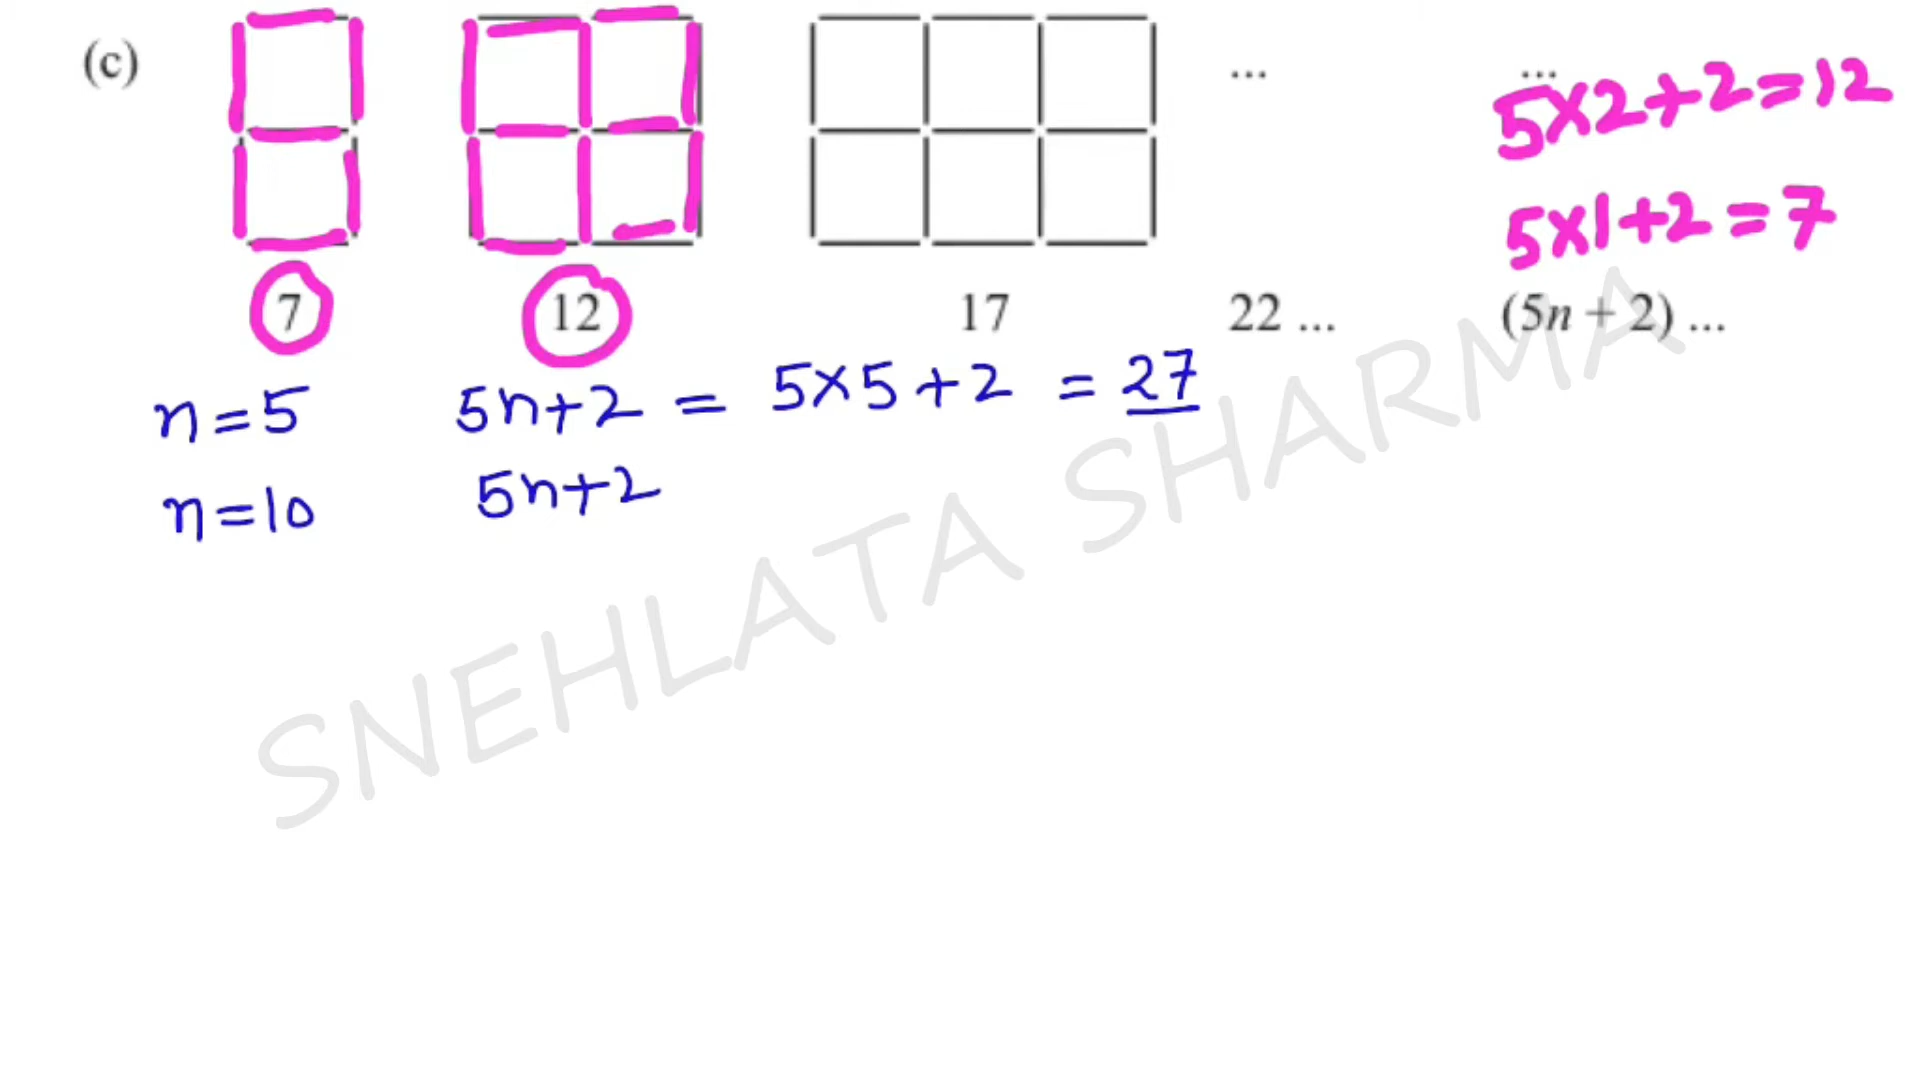 (c) ... ...
5×2+2=12
5×1+2=7
7 12 17 22 ... (5n + 2) ...
n=5 5n+2 = 5×5+2 = 27
n=10 5n+2
SNEHLATA SHARMA